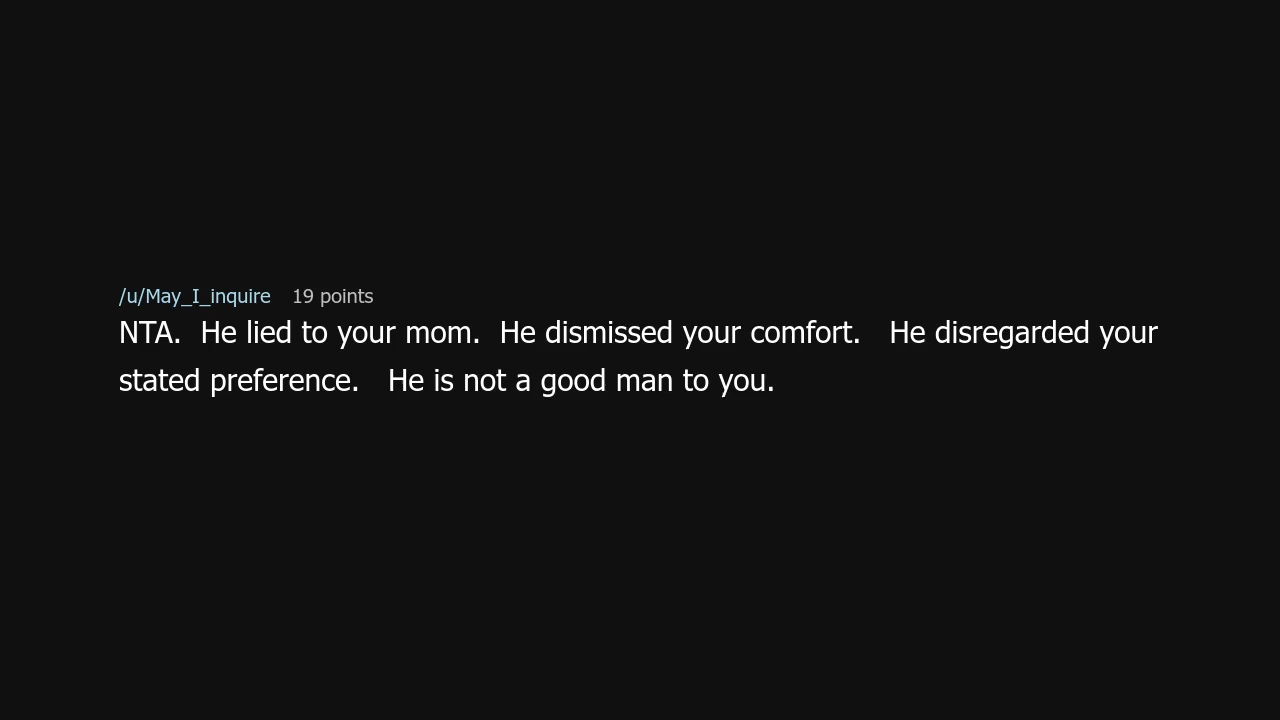 /u/May_I_inquire 19 points
NTA. He lied to your mom. He dismissed your comfort. He disregarded your
stated preference. He is not a good man to you.